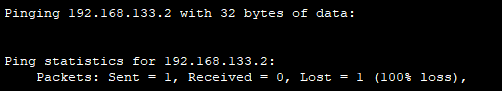 Pinging 192.168.133.2 with 32 bytes of data:
Ping statistics for 192.168.133.2:
Packets: Sent = 1, Received = 0, Lost = 1 (100% loss),